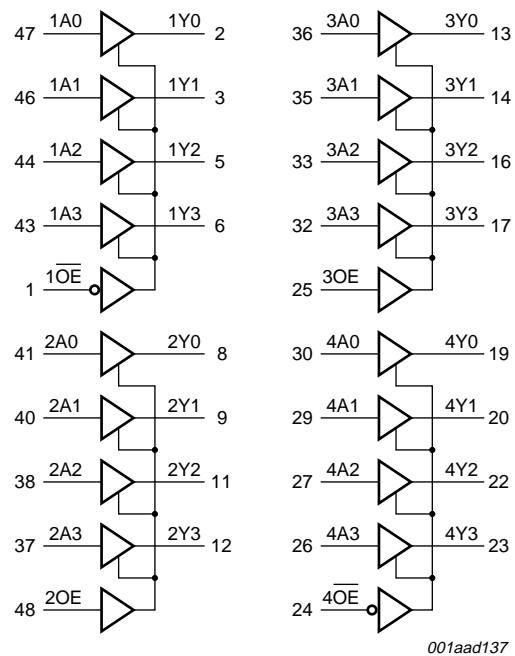 47 1A0 1Y0 2
46 1A1 1Y1 3
44 1A2 1Y2 5
43 1A3 1Y3 6
1 1O̅E̅
36 3A0 3Y0 13
35 3A1 3Y1 14
33 3A2 3Y2 16
32 3A3 3Y3 17
25 3OE
41 2A0 2Y0 8
40 2A1 2Y1 9
38 2A2 2Y2 11
37 2A3 2Y3 12
48 2OE
30 4A0 4Y0 19
29 4A1 4Y1 20
27 4A2 4Y2 22
26 4A3 4Y3 23
24 4O̅E̅
001aad137